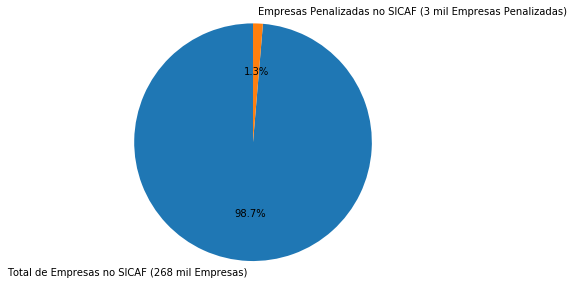 Empresas Penalizadas no SICAF (3 mil Empresas Penalizadas)
1.3%
98.7%
Total de Empresas no SICAF (268 mil Empresas)